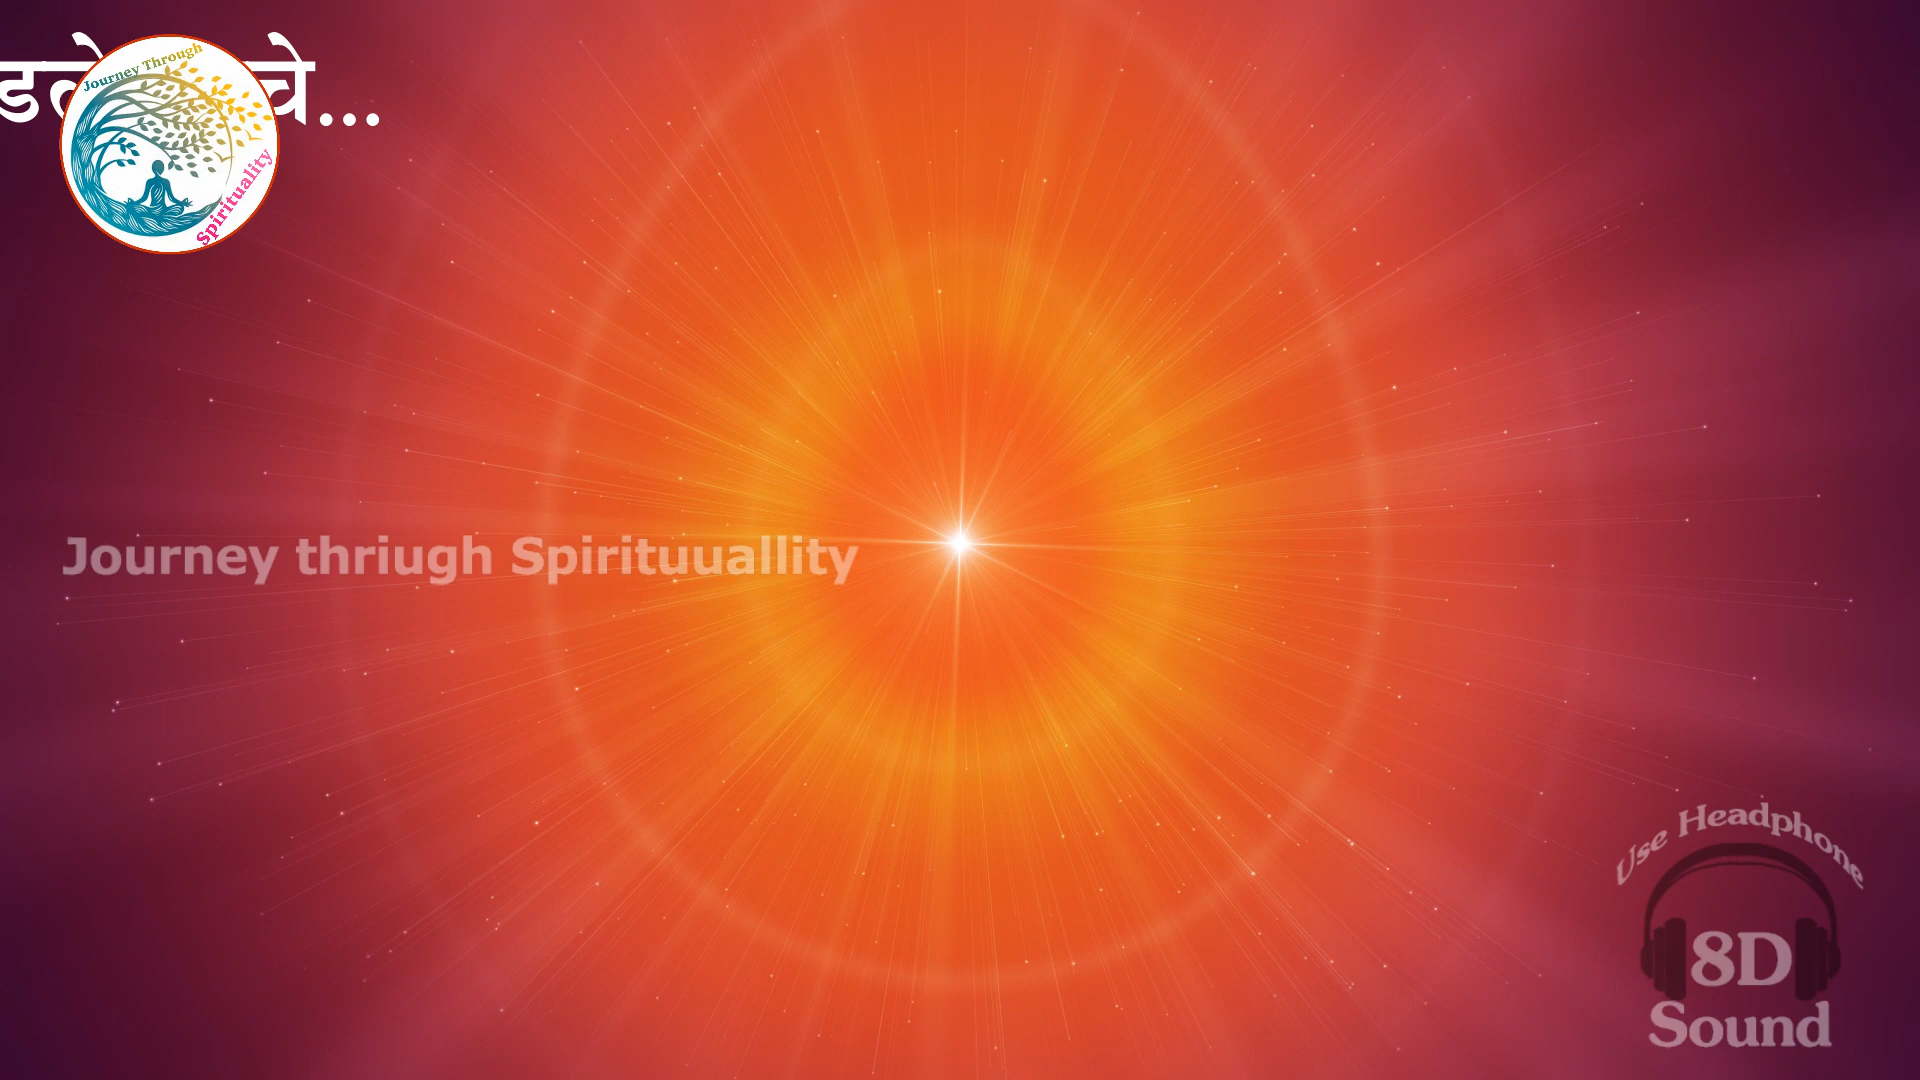 Journey Through
Spirituality
Journey thriugh Spirituuallity
Use Headphone
8D
Sound